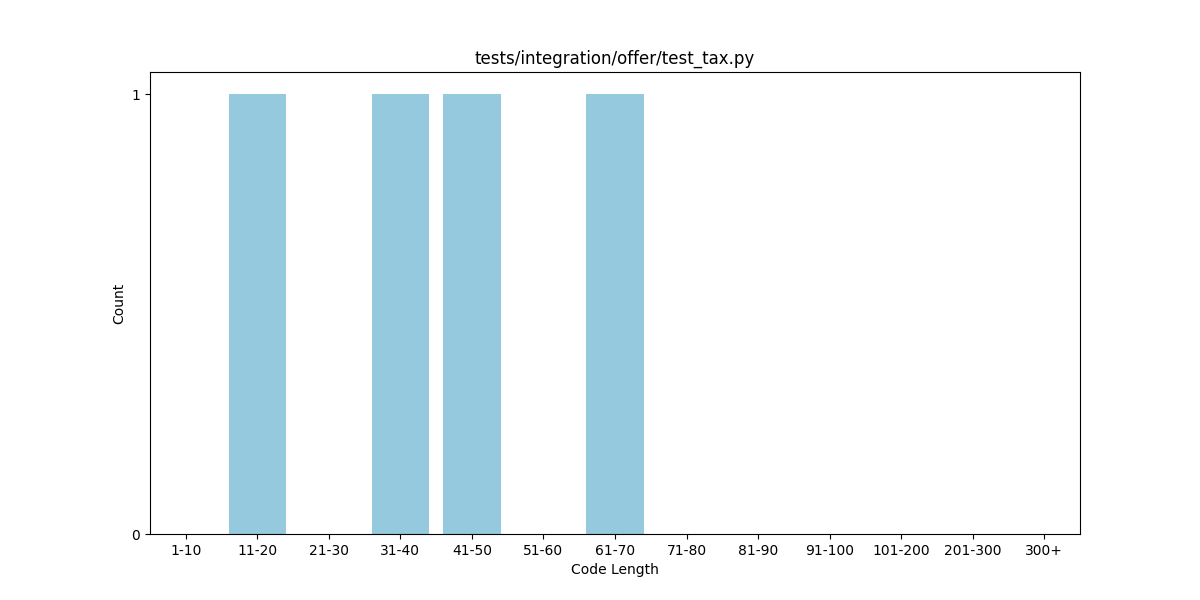 tests/integration/offer/test_tax.py
1
Count
0
1-10 11-20 21-30 31-40 41-50 51-60 61-70 71-80 81-90 91-100 101-200 201-300 300+
Code Length